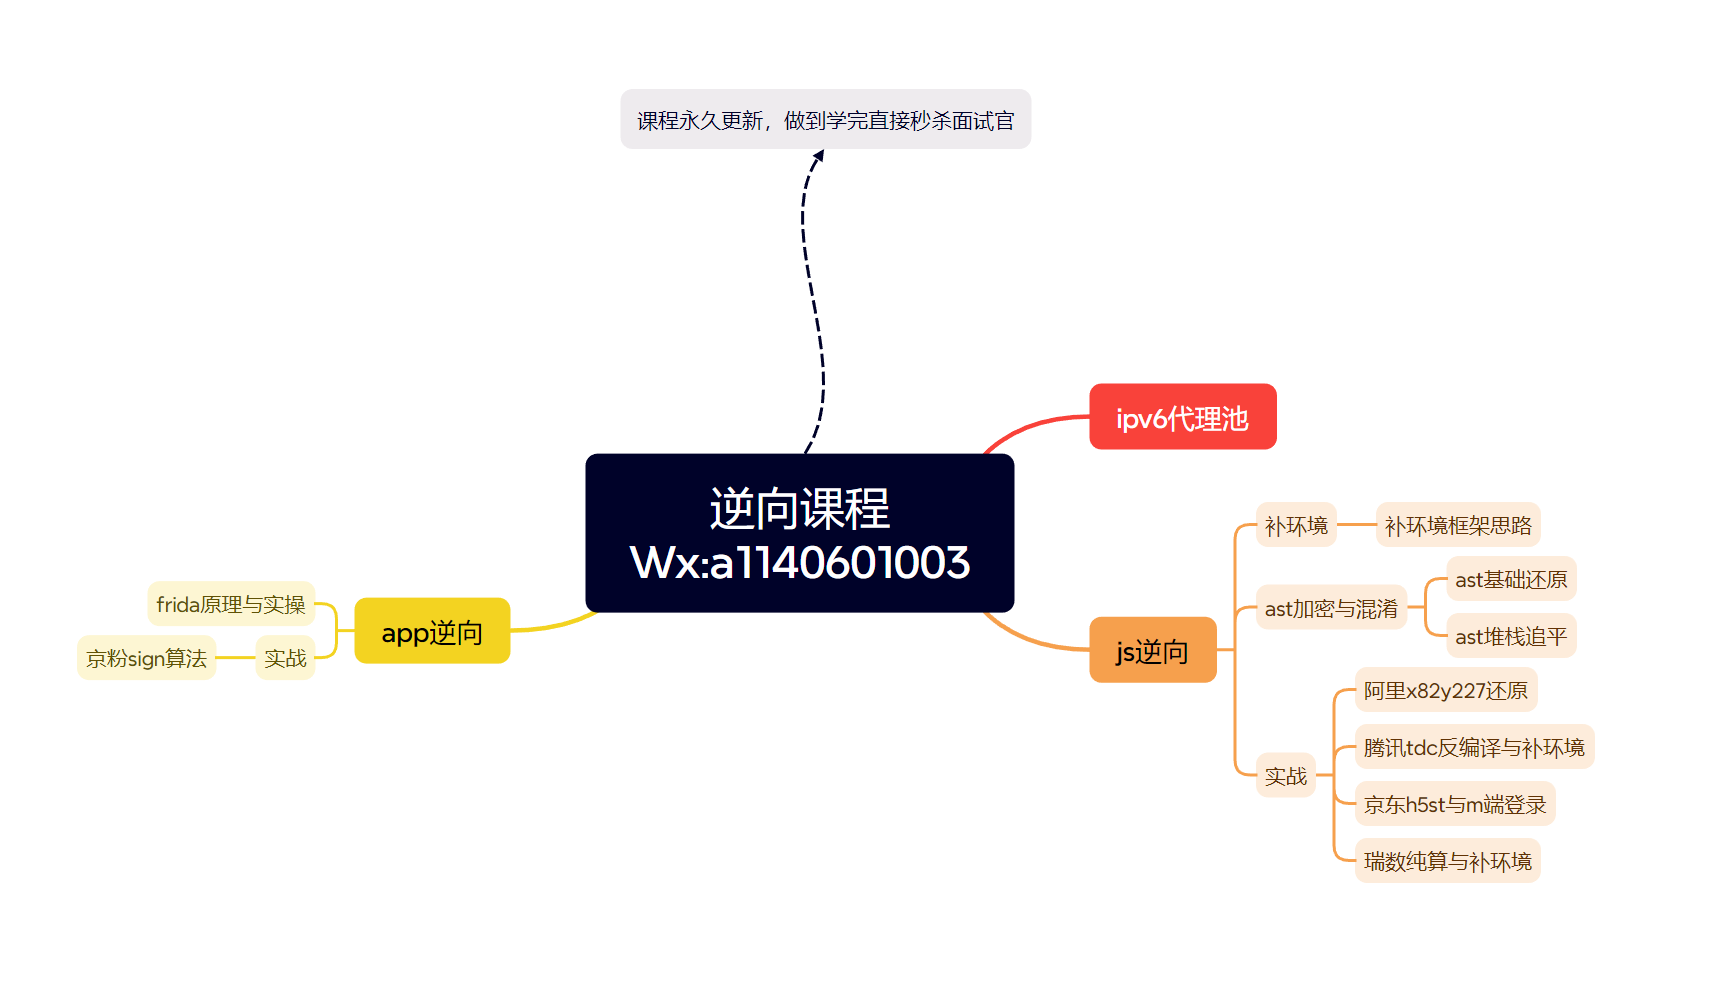 课程永久更新，做到学完直接秒杀面试官
逆向课程
Wx:a1140601003
ipv6代理池
js逆向
补环境
补环境框架思路
ast加密与混淆
ast基础还原
ast堆栈追平
实战
阿里x82y227还原
腾讯tdc反编译与补环境
京东h5st与m端登录
瑞数纯算与补环境
app逆向
frida原理与实操
实战
京粉sign算法